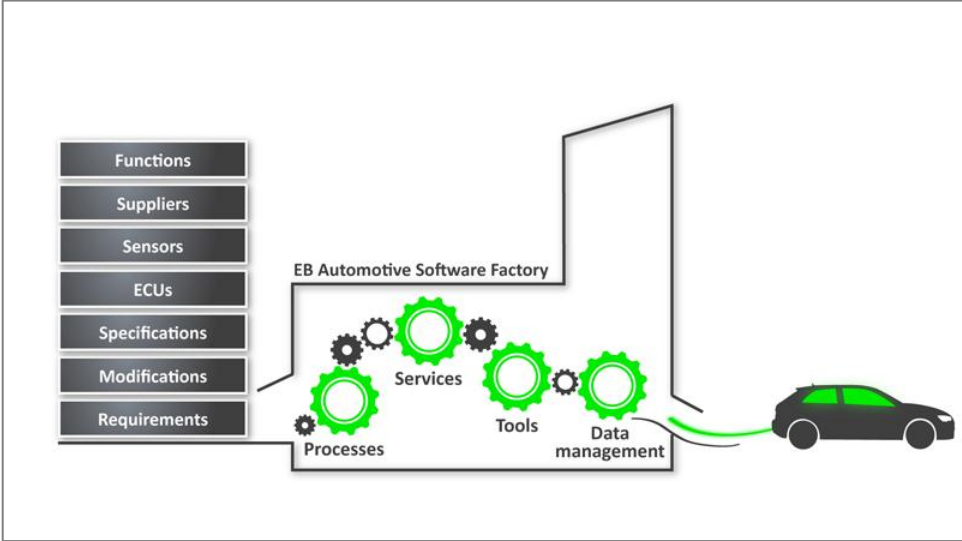 Functions
Suppliers
Sensors
ECUs
Specifications
Modifications
Requirements
EB Automotive Software Factory
Processes
Services
Tools
Data
management